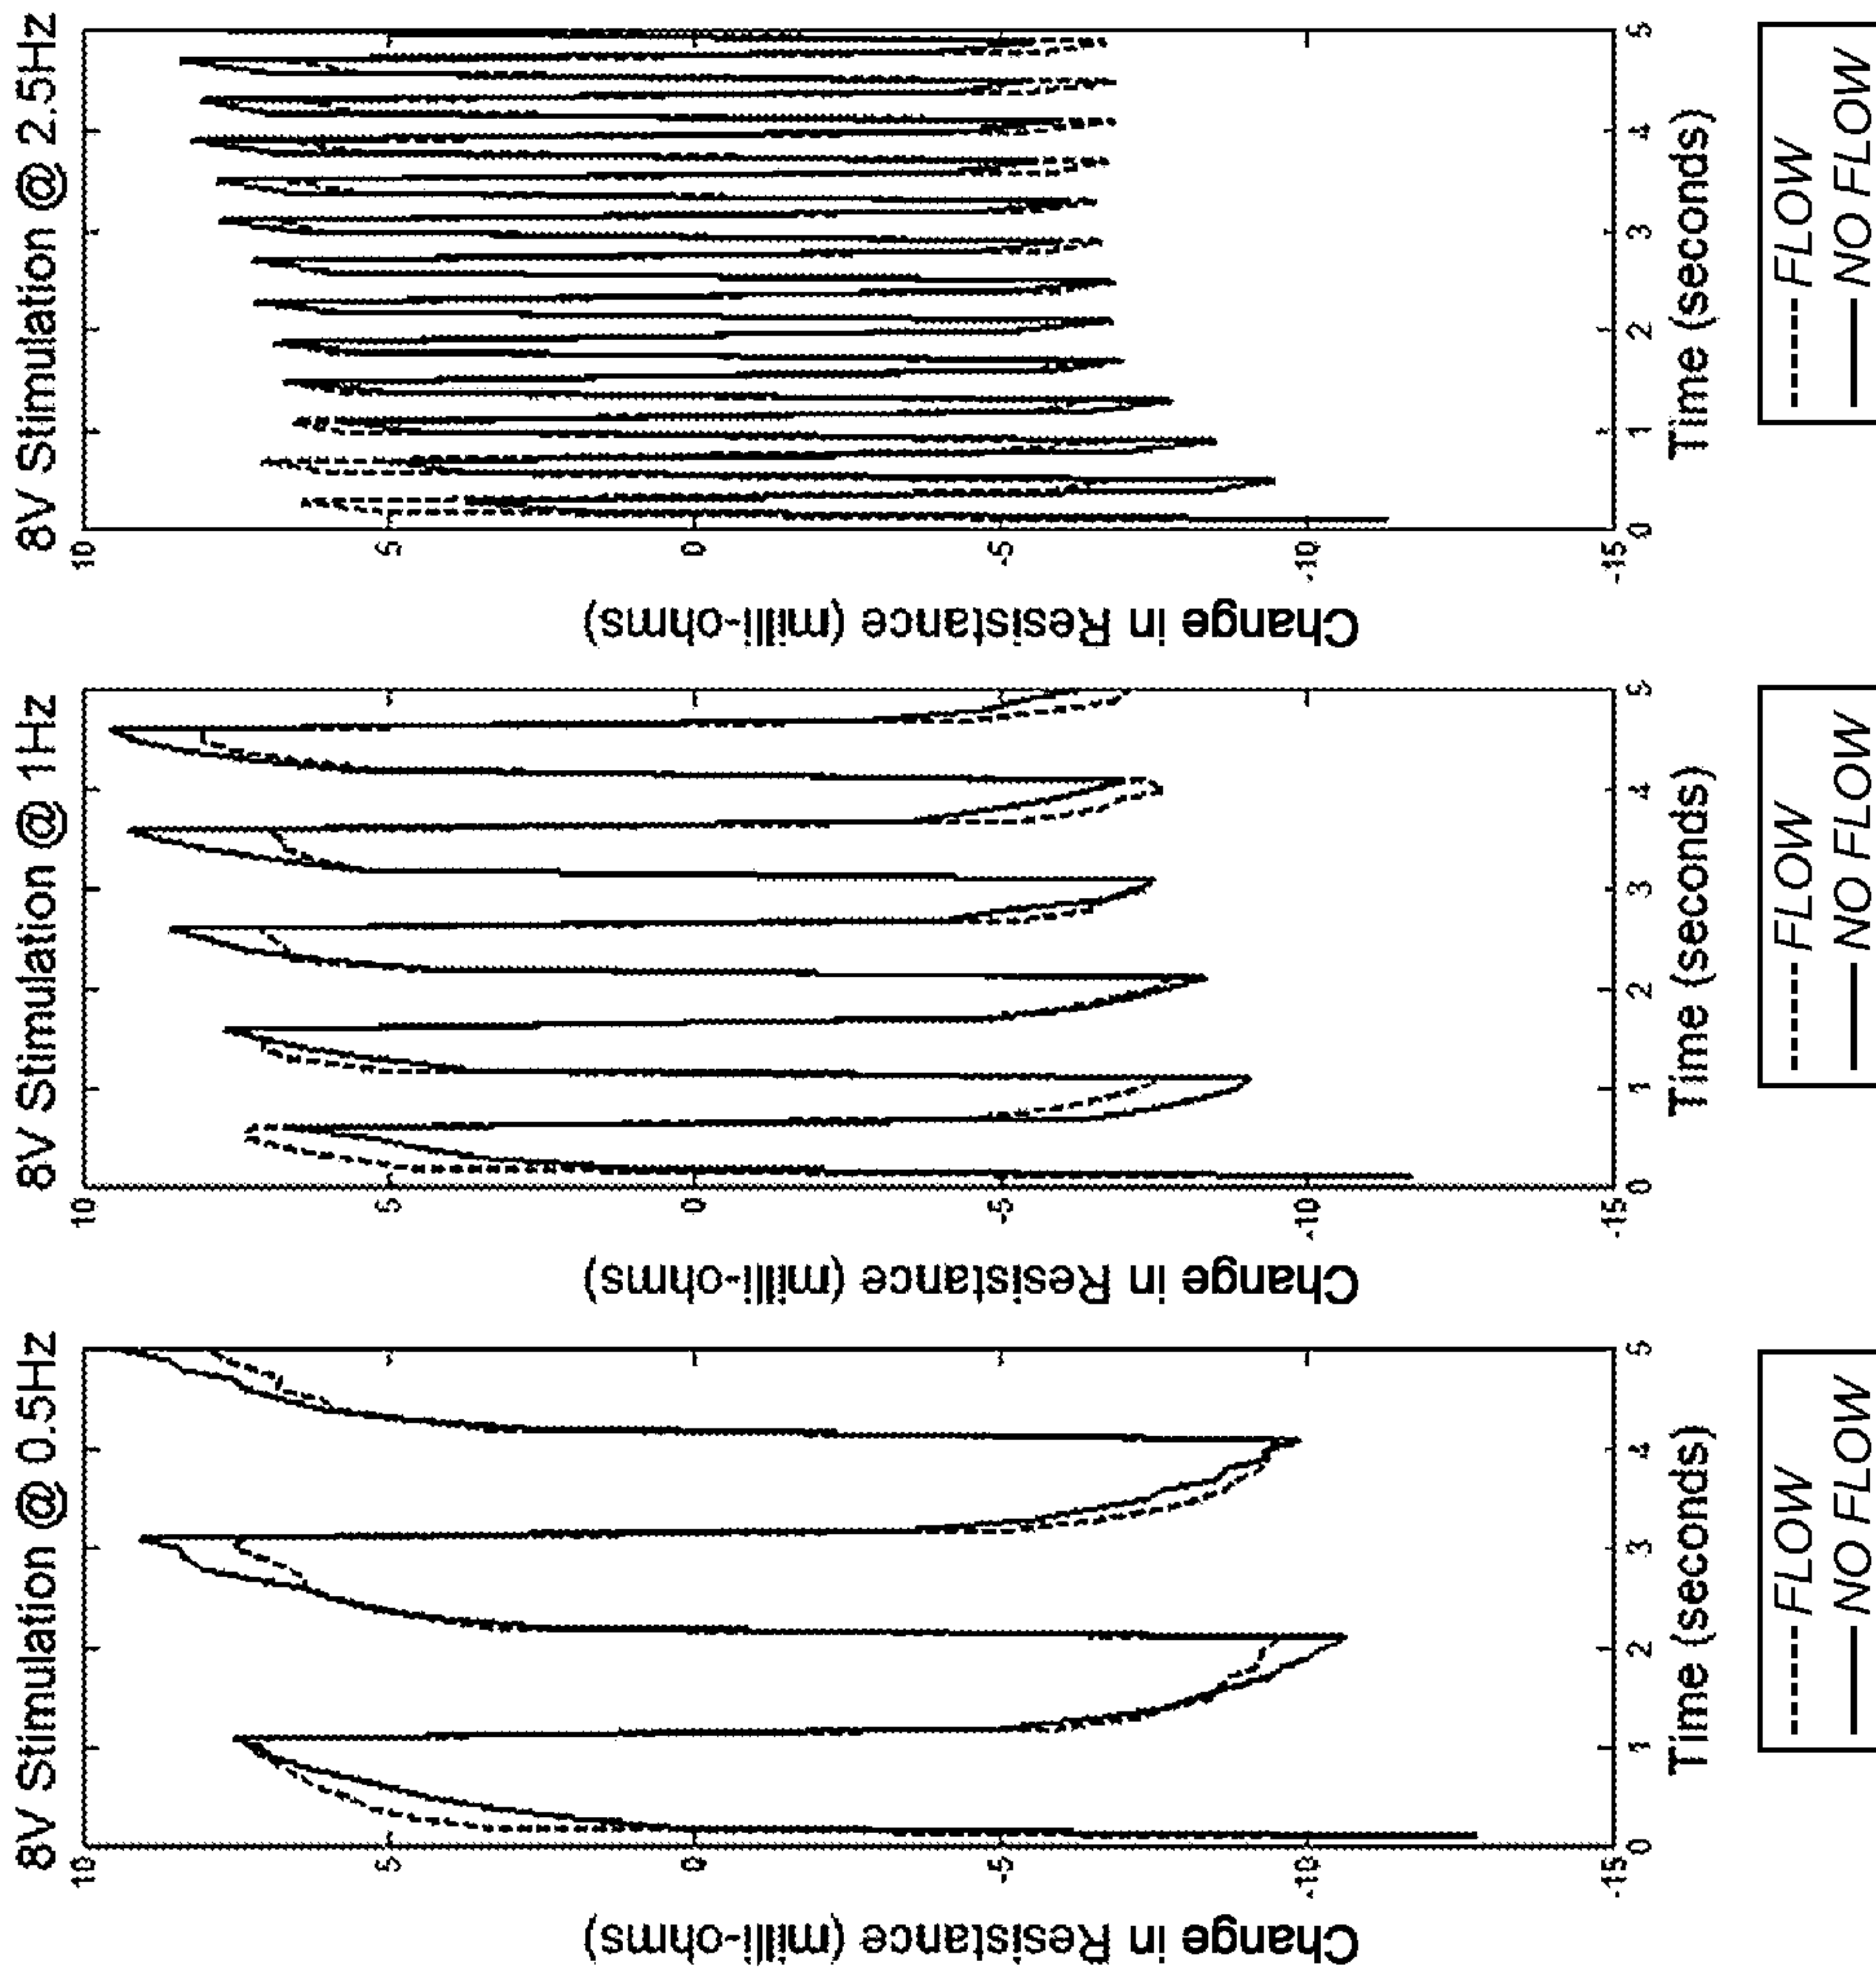 8V Stimulation @ 0.5Hz
Change in Resistance (milli-ohms)
10
5
0
-5
-10
-15
0
1
2
3
4
5
Time (seconds)
FLOW
NO FLOW
8V Stimulation @ 1Hz
Change in Resistance (milli-ohms)
10
5
0
-5
-10
-15
0
1
2
3
4
5
Time (seconds)
FLOW
NO FLOW
8V Stimulation @ 2.5Hz
Change in Resistance (milli-ohms)
10
5
0
-5
-10
-15
0
1
2
3
4
5
Time (seconds)
FLOW
NO FLOW